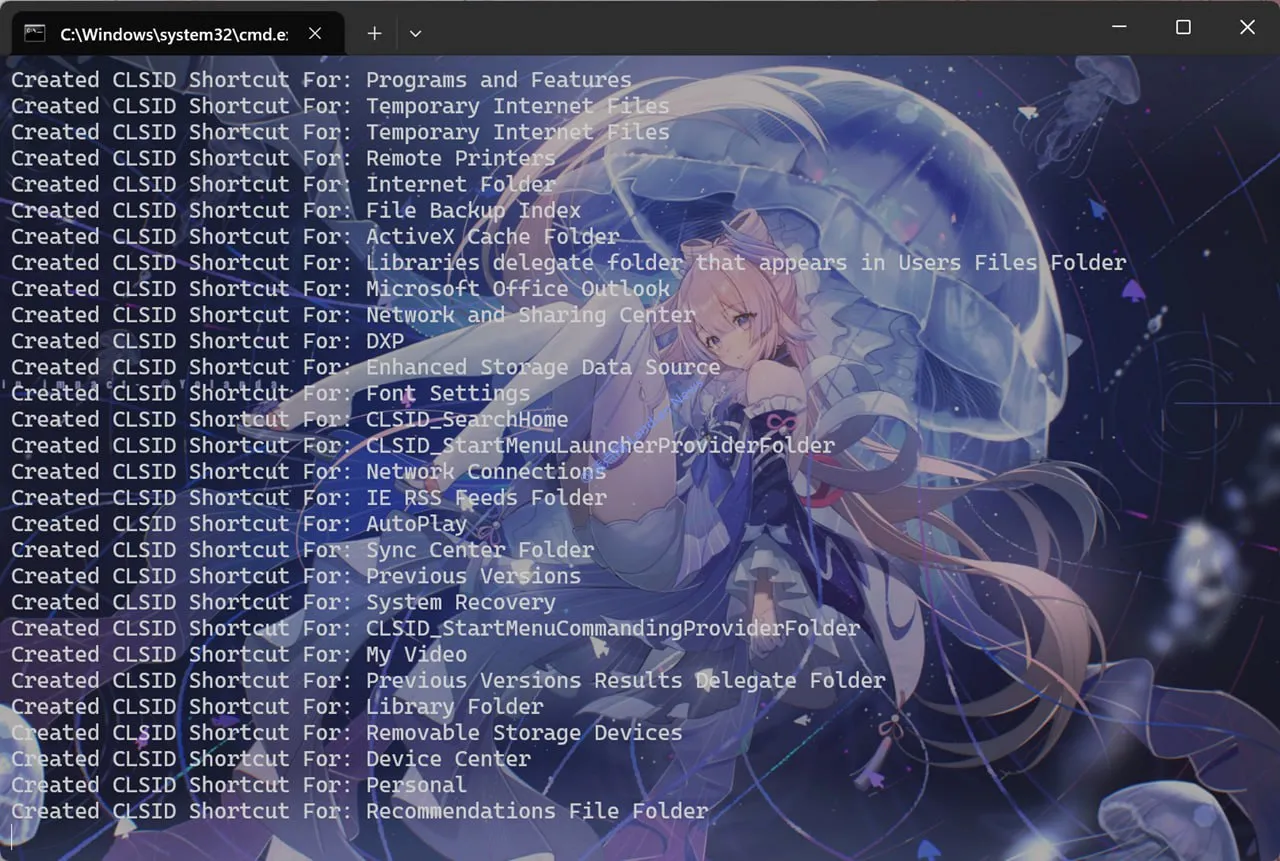 C:\Windows\system32\cmd.e
Created CLSID Shortcut For: Programs and Features
Created CLSID Shortcut For: Temporary Internet Files
Created CLSID Shortcut For: Temporary Internet Files
Created CLSID Shortcut For: Remote Printers
Created CLSID Shortcut For: Internet Folder
Created CLSID Shortcut For: File Backup Index
Created CLSID Shortcut For: ActiveX Cache Folder
Created CLSID Shortcut For: Libraries delegate folder that appears in Users Files Folder
Created CLSID Shortcut For: Microsoft Office Outlook
Created CLSID Shortcut For: Network and Sharing Center
Created CLSID Shortcut For: DXP
Created CLSID Shortcut For: Enhanced Storage Data Source
Created CLSID Shortcut For: Font Settings
Created CLSID Shortcut For: CLSID_SearchHome
Created CLSID Shortcut For: CLSID_StartMenuLauncherProviderFolder
Created CLSID Shortcut For: Network Connections
Created CLSID Shortcut For: IE RSS Feeds Folder
Created CLSID Shortcut For: AutoPlay
Created CLSID Shortcut For: Sync Center Folder
Created CLSID Shortcut For: Previous Versions
Created CLSID Shortcut For: System Recovery
Created CLSID Shortcut For: CLSID_StartMenuCommandingProviderFolder
Created CLSID Shortcut For: My Video
Created CLSID Shortcut For: Previous Versions Results Delegate Folder
Created CLSID Shortcut For: Library Folder
Created CLSID Shortcut For: Removable Storage Devices
Created CLSID Shortcut For: Device Center
Created CLSID Shortcut For: Personal
Created CLSID Shortcut For: Recommendations File Folder